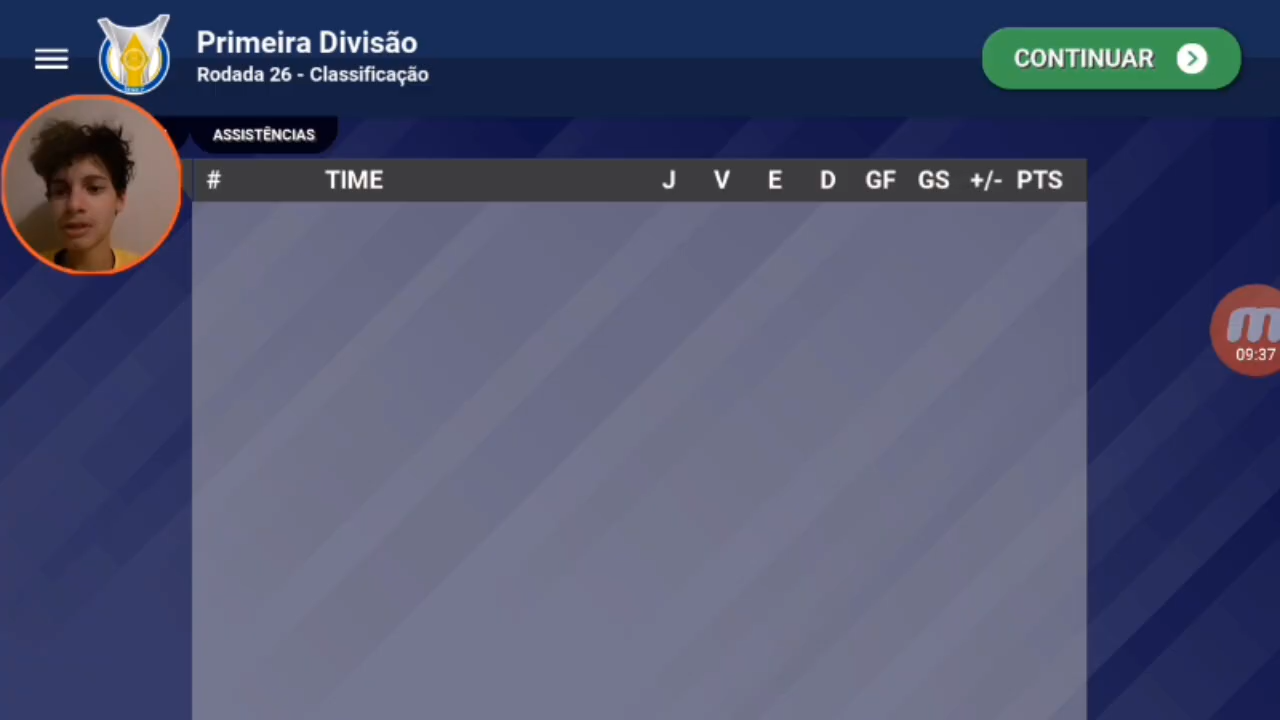 Primeira Divisão
Rodada 26 - Classificação
CONTINUAR
ASSISTÊNCIAS
# TIME J V E D GF GS +/- PTS
m
09:37